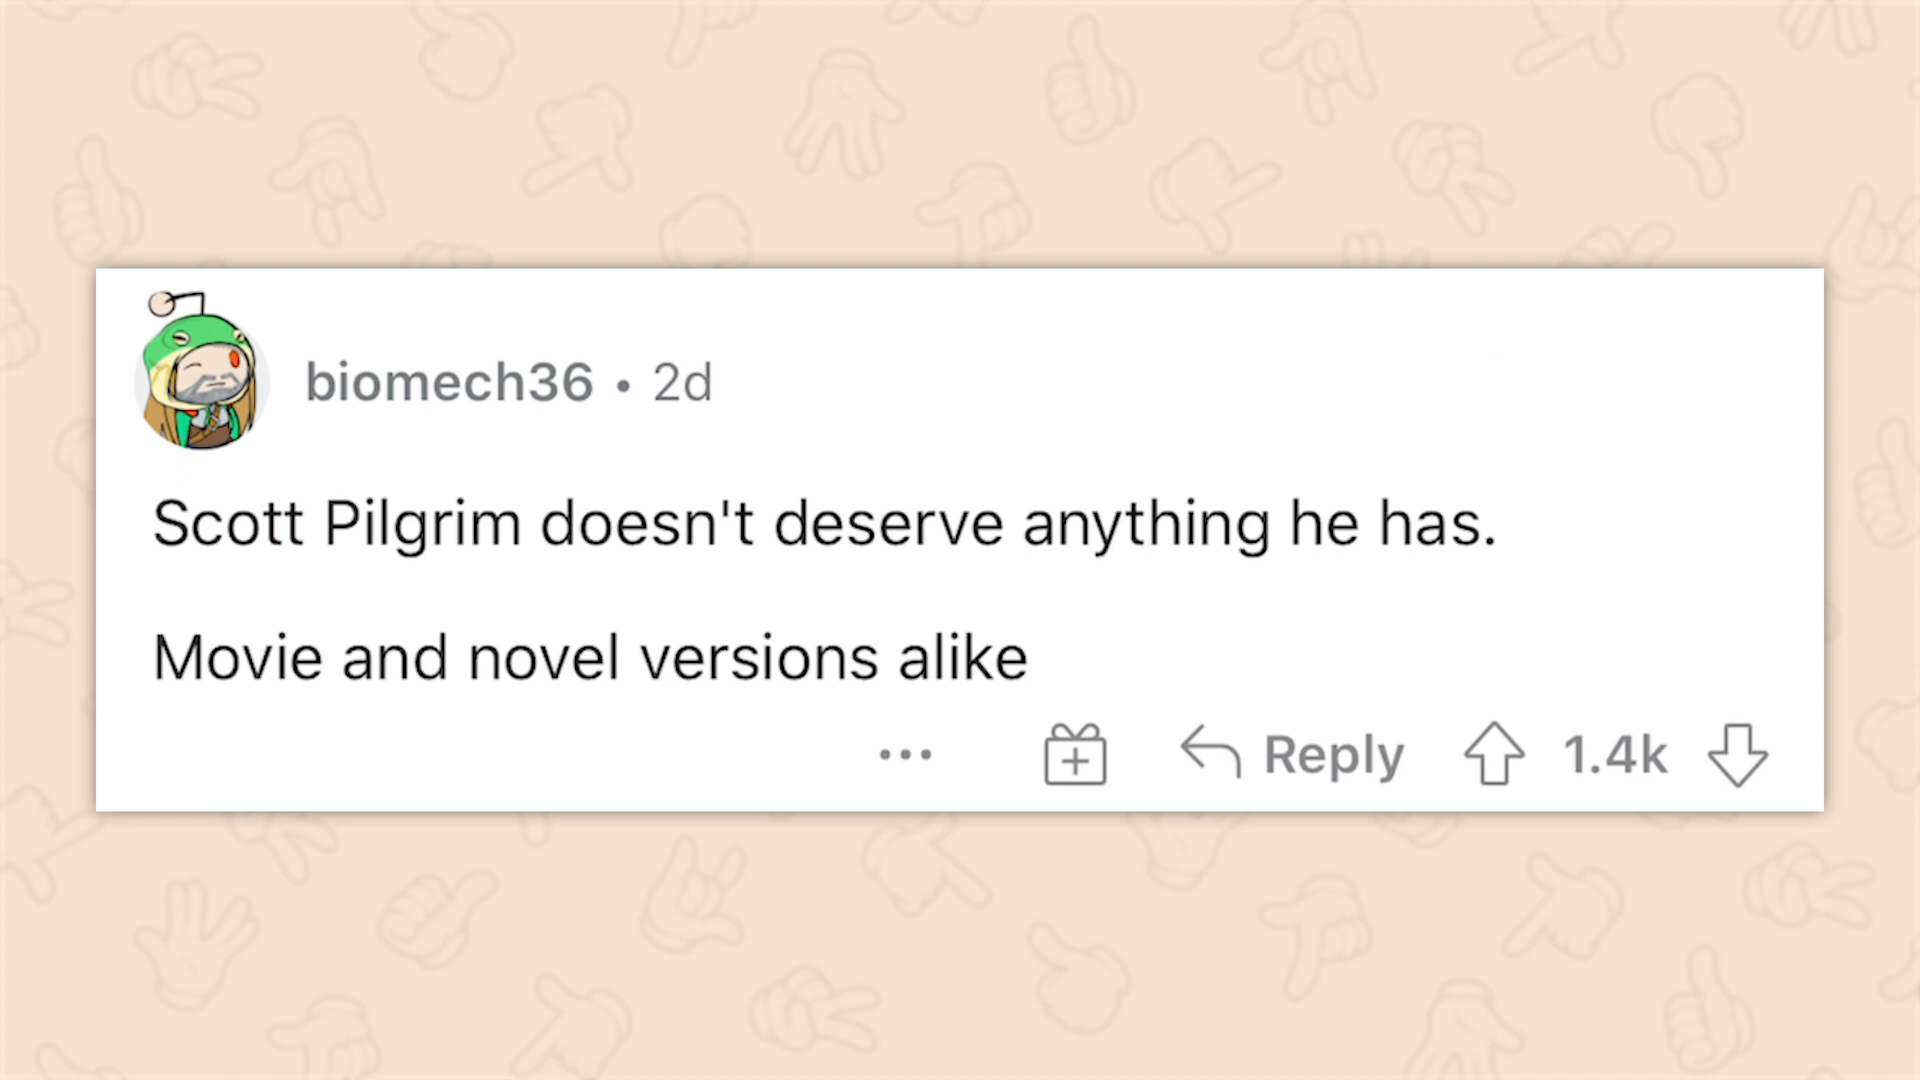 biomech36 • 2d
Scott Pilgrim doesn't deserve anything he has.
Movie and novel versions alike
... Reply 1.4k